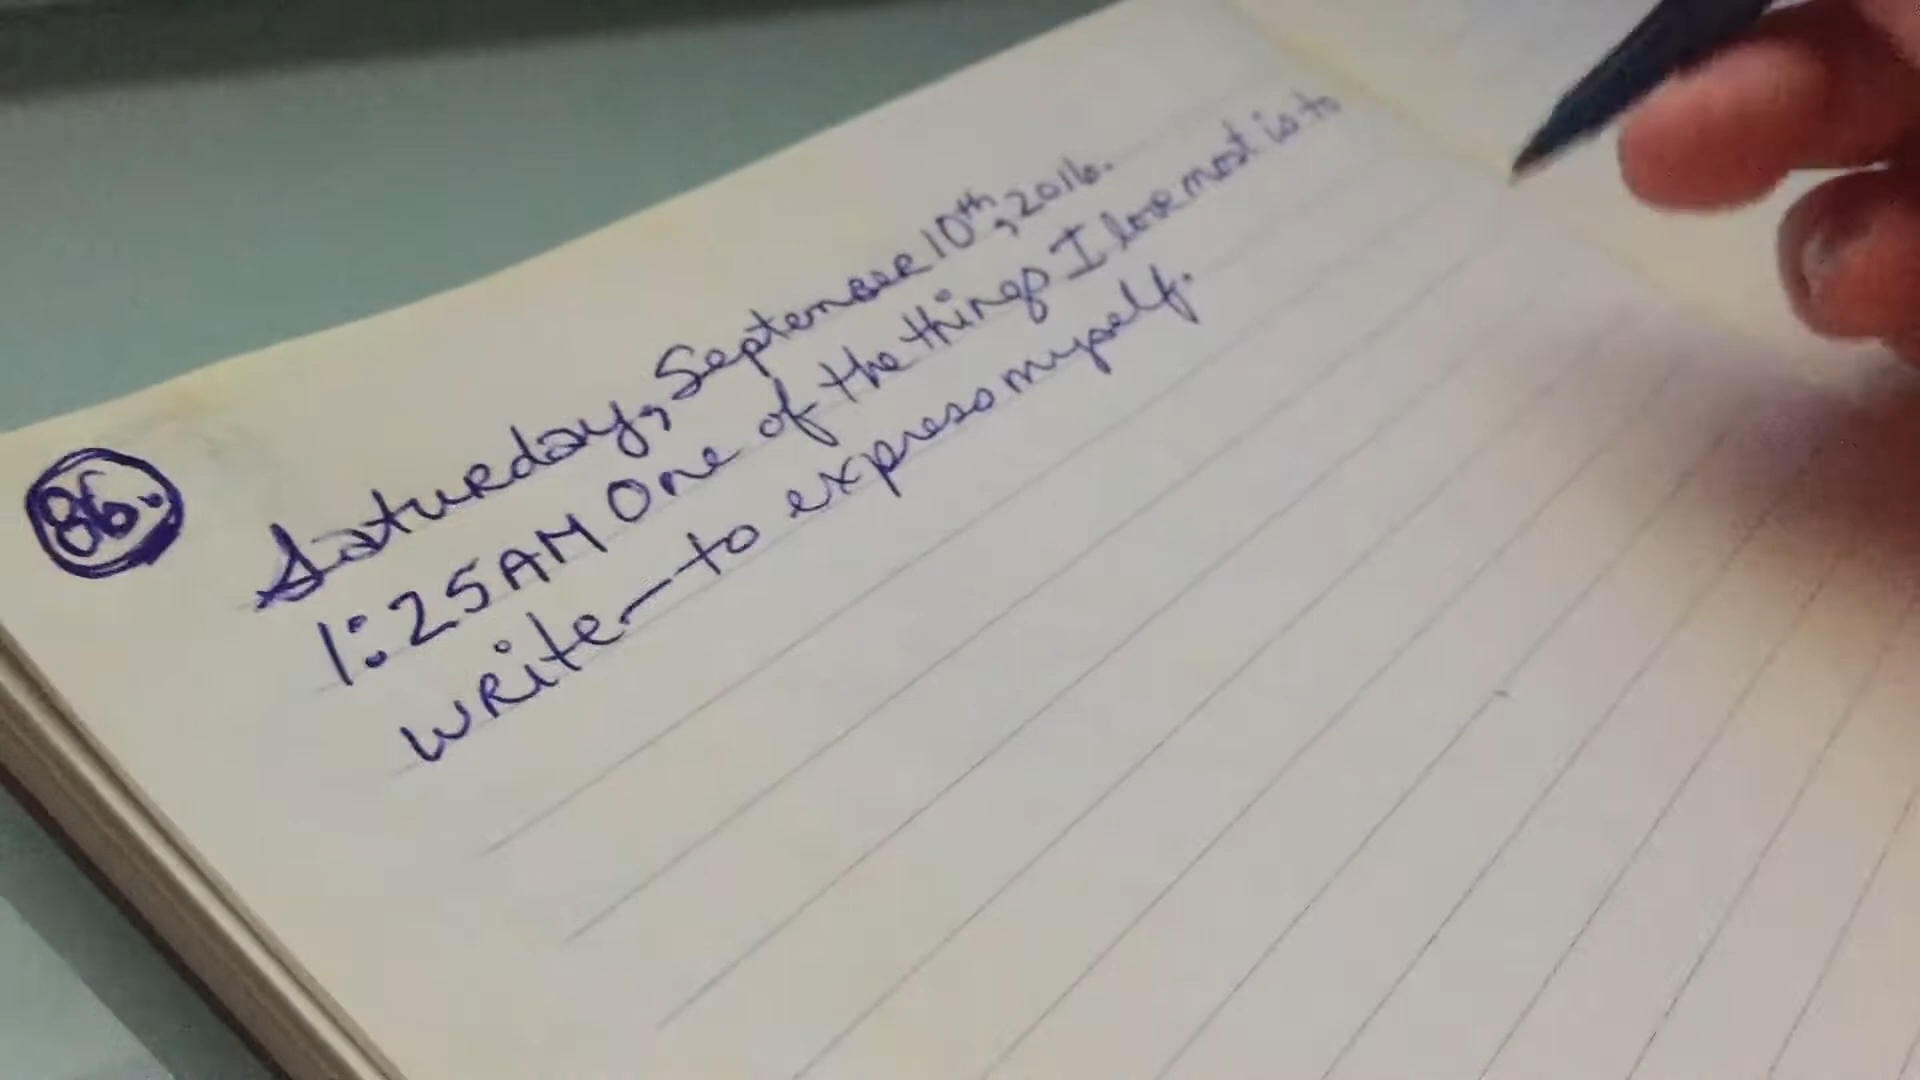 86.
Saturday, September 10th, 2016.
1:25AM One of the things I love most is to
write—to express myself.